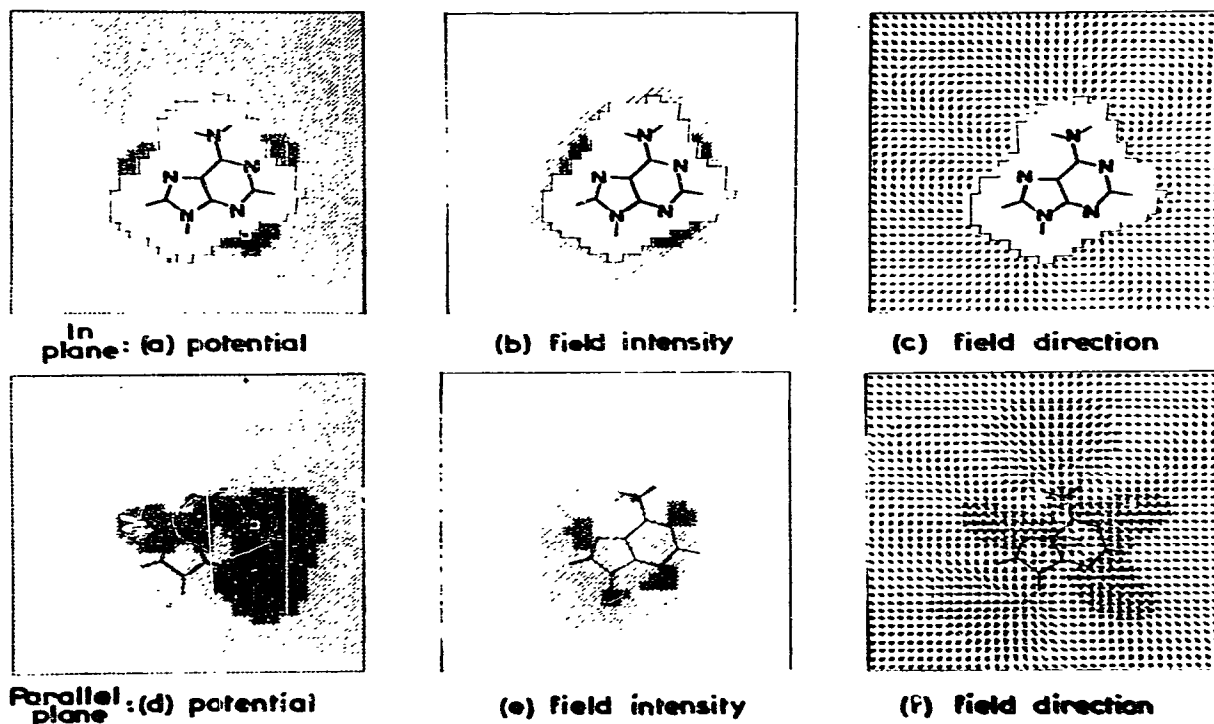 N N N N N
N N N N N
N N N N N
In plane: (a) potential
(b) field intensity
(c) field direction
Parallel plane: (d) potential
(e) field intensity
(f) field direction